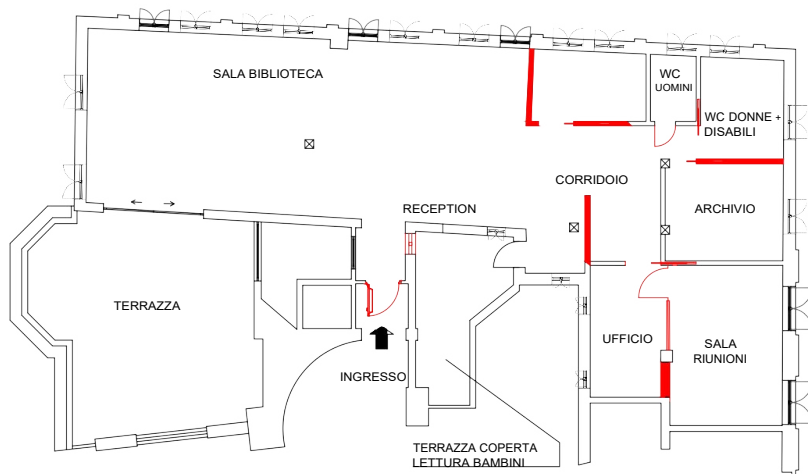 SALA BIBLIOTECA
WC
UOMINI
WC DONNE +
DISABILI
CORRIDOIO
ARCHIVIO
RECEPTION
TERRAZZA
UFFICIO
SALA
RIUNIONI
INGRESSO
TERRAZZA COPERTA
LETTURA BAMBINI